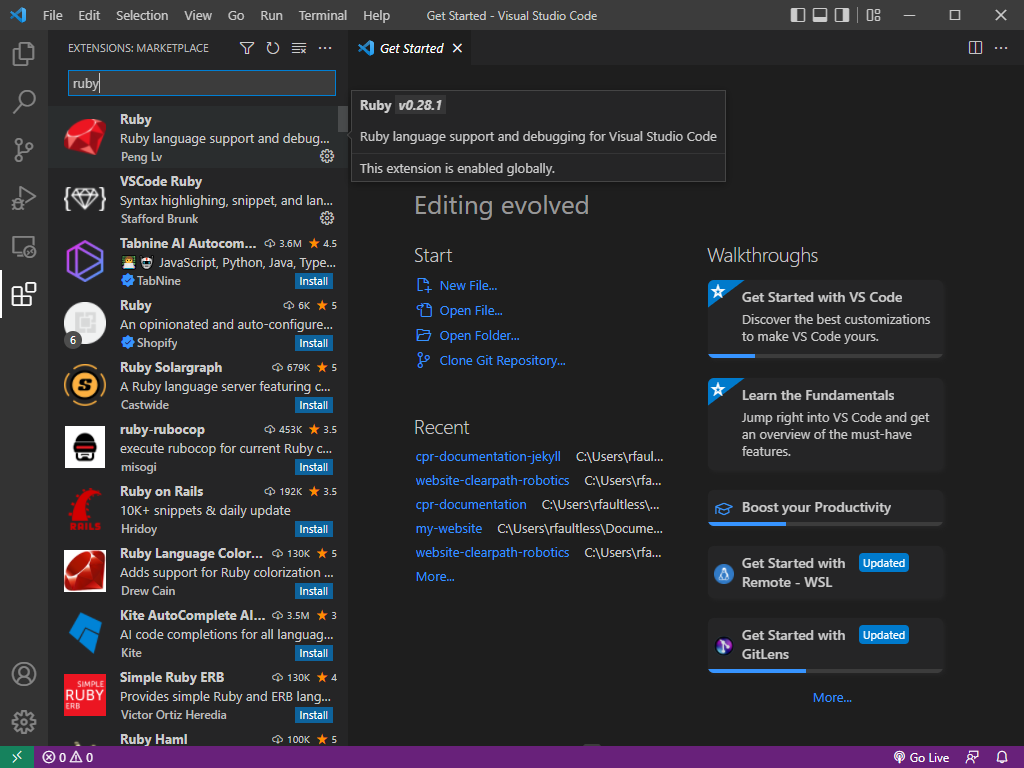 File Edit Selection View Go Run Terminal Help Get Started - Visual Studio Code
EXTENSIONS: MARKETPLACE
Get Started
ruby
Ruby v0.28.1
Ruby language support and debugging for Visual Studio Code
This extension is enabled globally.
Ruby
Ruby language support and debug...
Peng Lv
VSCode Ruby
Syntax highlighing, snippet, and lan...
Stafford Brunk
Tabnine AI Autocom... 3.6M 4.5
JavaScript, Python, Java, Type...
TabNine Install
Ruby 6K 5
An opinionated and auto-configure...
6
Shopify Install
Ruby Solargraph 679K 5
A Ruby language server featuring c...
S
Castwide Install
ruby-rubocop 453K 3.5
execute rubocop for current Ruby c...
misogi Install
Ruby on Rails 192K 3.5
10K+ snippets & daily update
RAILS
Hridoy Install
Ruby Language Color... 130K 5
Adds support for Ruby colorization ...
Drew Cain Install
Kite AutoComplete AI... 3.5M 3
AI code completions for all languag...
Kite Install
Simple Ruby ERB 130K 4
SIMPLE
RUBY
ERB
Provides simple Ruby and ERB lang...
Victor Ortiz Heredia Install
Ruby Haml 100K 5
Editing evolved
Start
New File...
Open File...
Open Folder...
Clone Git Repository...
Recent
cpr-documentation-jekyll C:\Users\rfaul...
website-clearpath-robotics C:\Users\rfa...
cpr-documentation C:\Users\rfaultless\...
my-website C:\Users\rfaultless\Docume...
website-clearpath-robotics C:\Users\rfa...
More...
Walkthroughs
Get Started with VS Code
Discover the best customizations
to make VS Code yours.
Learn the Fundamentals
Jump right into VS Code and get
an overview of the must-have
features.
Boost your Productivity
Get Started with Updated
Remote - WSL
Get Started with Updated
GitLens
More...
0 0 Go Live